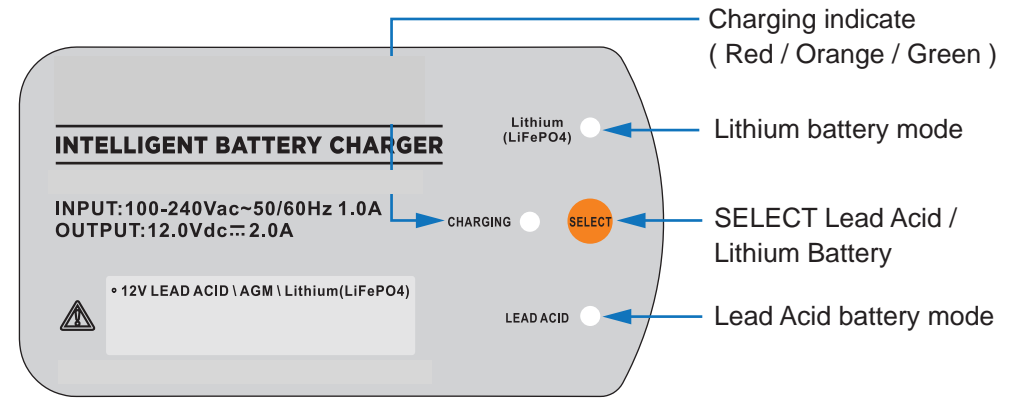 Charging indicate
( Red / Orange / Green )
Lithium
(LiFePO4)
Lithium battery mode
INTELLIGENT BATTERY CHARGER
INPUT:100-240Vac~50/60Hz 1.0A
OUTPUT:12.0Vdc⎓2.0A
CHARGING
SELECT
SELECT Lead Acid /
Lithium Battery
∘ 12V LEAD ACID \ AGM \ Lithium(LiFePO4)
LEAD ACID
Lead Acid battery mode